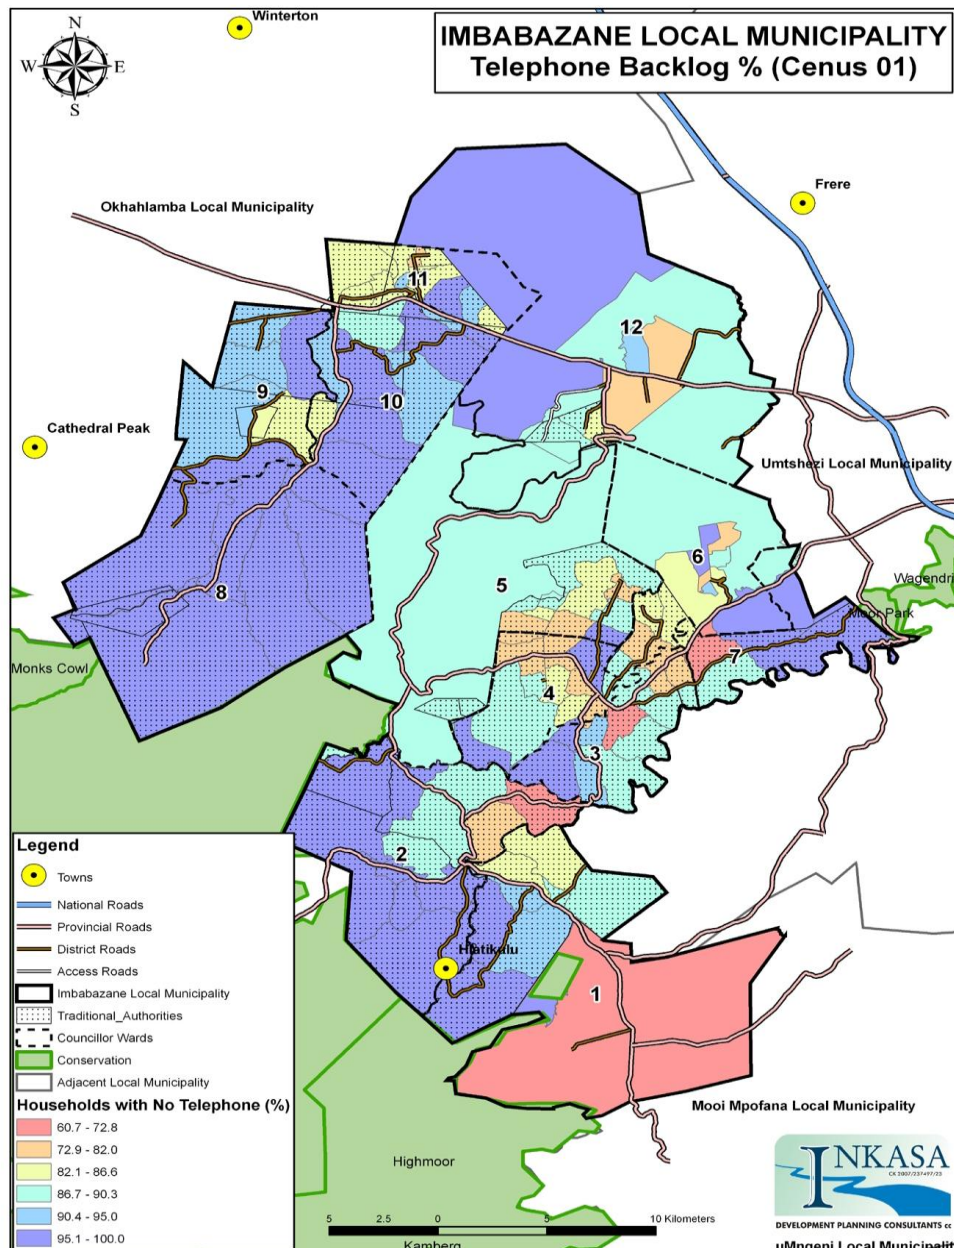 Winterton
IMBABAZANE LOCAL MUNICIPALITY
Telephone Backlog % (Cenus 01)
N
W
E
S
Frere
Okhahlamba Local Municipality
11
12
9
10
Cathedral Peak
Umtshezi Local Municipality
6
5
8
Wagendri
Moor Park
7
Monks Cowl
4
3
2
Hlatikulu
1
Legend
Towns
National Roads
Provincial Roads
District Roads
Access Roads
Imbabazane Local Municipality
Traditional_Authorities
Councillor Wards
Conservation
Adjacent Local Municipality
Households with No Telephone (%)
60.7 - 72.8
72.9 - 82.0
82.1 - 86.6
86.7 - 90.3
90.4 - 95.0
95.1 - 100.0
Mooi Mpofana Local Municipality
Highmoor
5 2.5 0 5 10 Kilometers
Kamberg
INKASA
CK 2007/237497/23
DEVELOPMENT PLANNING CONSULTANTS cc
uMngeni Local Municipalit